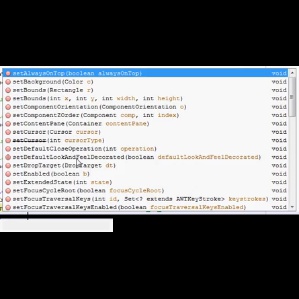 setAlwaysOnTop(boolean alwaysOnTop) void
setBackground(Color c) void
setBounds(Rectangle r) void
setBounds(int x, int y, int width, int height) void
setComponentOrientation(ComponentOrientation o) void
setComponentZOrder(Component comp, int index) void
setContentPane(Container contentPane) void
setCursor(Cursor cursor) void
setCursor(int cursorType) void
setDefaultCloseOperation(int operation) void
setDefaultLookAndFeelDecorated(boolean defaultLookAndFeelDecorated) void
setDropTarget(DropTarget dt) void
setEnabled(boolean b) void
setExtendedState(int state) void
setFocusCycleRoot(boolean focusCycleRoot) void
setFocusTraversalKeys(int id, Set<? extends AWTKeyStroke> keystrokes) void
setFocusTraversalKeysEnabled(boolean focusTraversalKeysEnabled) void